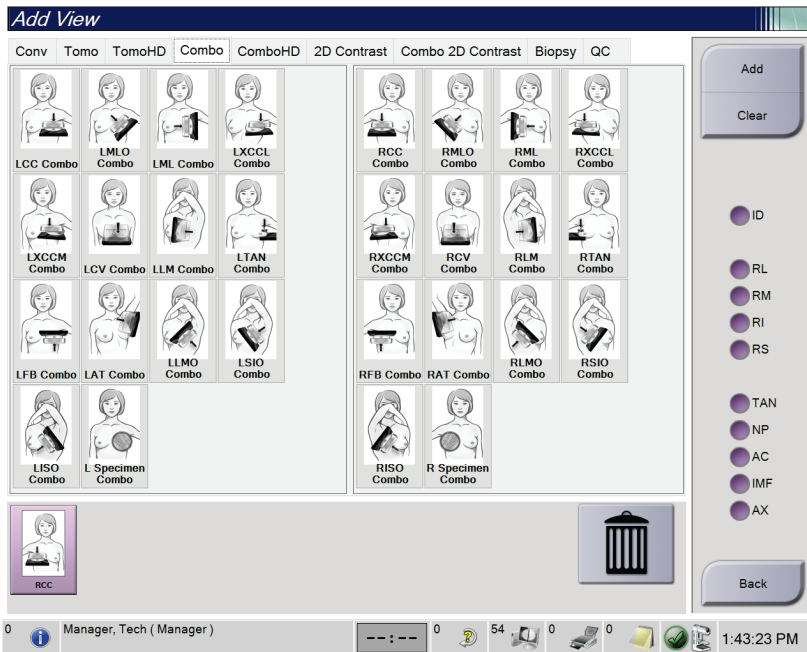 Add View
Conv Tomo TomoHD Combo ComboHD 2D Contrast Combo 2D Contrast Biopsy QC
LCC Combo
LMLO
Combo
LML Combo
LXCCL
Combo
RCC
Combo
RMLO
Combo
RML
Combo
RXCCL
Combo
LXCCM
Combo
LCV Combo
LLM Combo
LTAN
Combo
RXCCM
Combo
RCV
Combo
RLM
Combo
RTAN
Combo
LFB Combo
LAT Combo
LLMO
Combo
LSIO
Combo
RFB Combo
RAT Combo
RLMO
Combo
RSIO
Combo
LISO
Combo
L Specimen
Combo
RISO
Combo
R Specimen
Combo
RCC
Add
Clear
ID
RL
RM
RI
RS
TAN
NP
AC
IMF
AX
Back
0 Manager, Tech ( Manager ) --:-- 0 54 0 0 1:43:23 PM